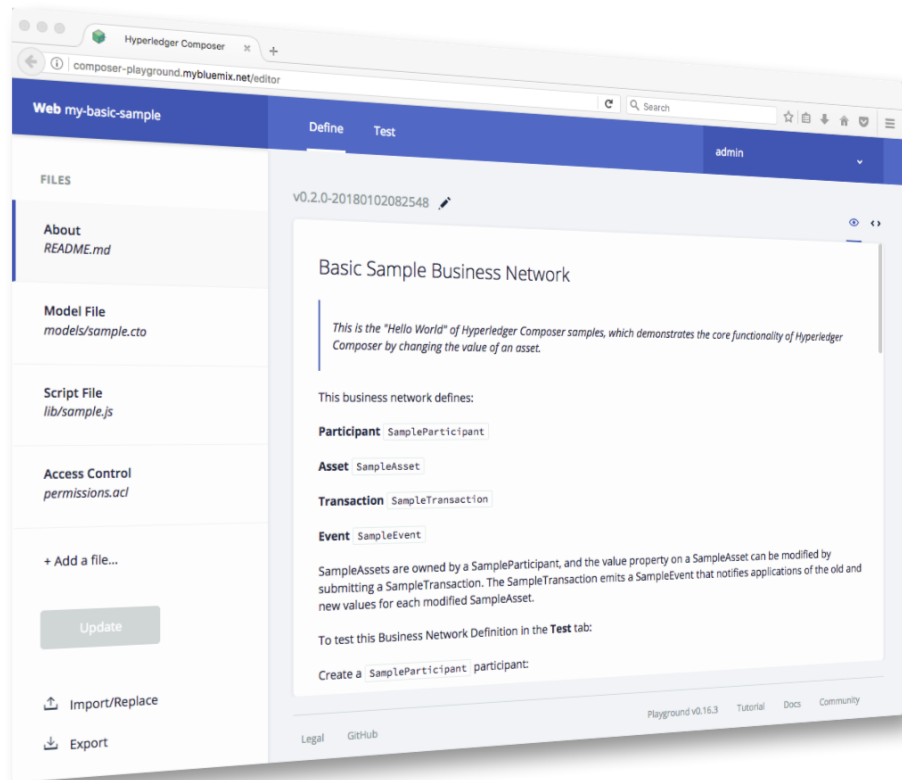 Hyperledger Composer
composer-playground.mybluemix.net/editor
Search
Web my-basic-sample
Define
Test
admin
FILES
About
README.md
Model File
models/sample.cto
Script File
lib/sample.js
Access Control
permissions.acl
+ Add a file...
Update
Import/Replace
Export
v0.2.0-20180102082548
Basic Sample Business Network
This is the "Hello World" of Hyperledger Composer samples, which demonstrates the core functionality of Hyperledger
Composer by changing the value of an asset.
This business network defines:
Participant SampleParticipant
Asset SampleAsset
Transaction SampleTransaction
Event SampleEvent
SampleAssets are owned by a SampleParticipant, and the value property on a SampleAsset can be modified by
submitting a SampleTransaction. The SampleTransaction emits a SampleEvent that notifies applications of the old and
new values for each modified SampleAsset.
To test this Business Network Definition in the Test tab:
Create a SampleParticipant participant:
Legal
GitHub
Playground v0.16.3
Tutorial
Docs
Community